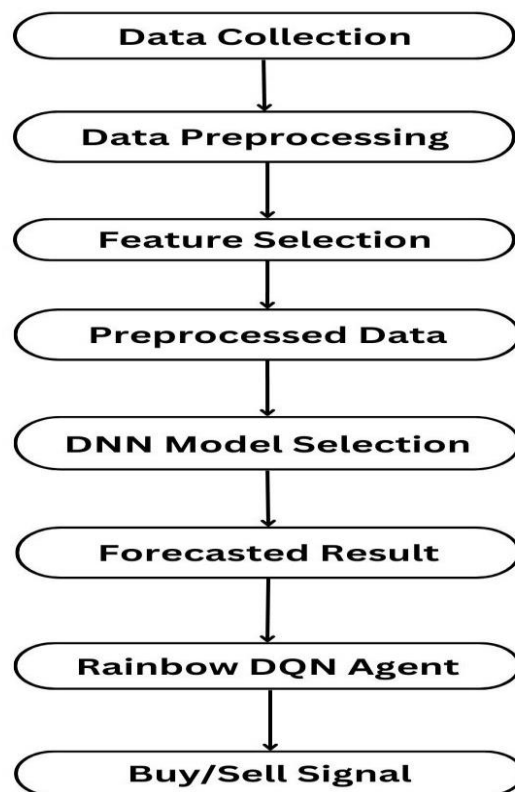 Data Collection
Data Preprocessing
Feature Selection
Preprocessed Data
DNN Model Selection
Forecasted Result
Rainbow DQN Agent
Buy/Sell Signal